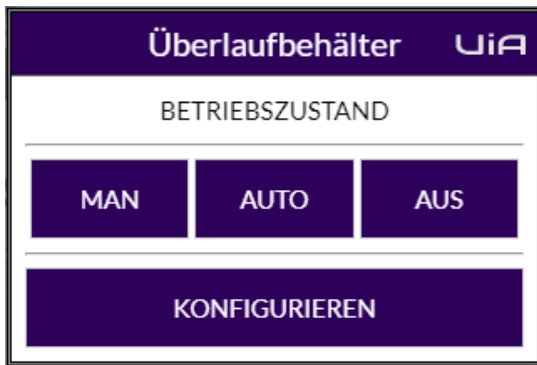 Überlaufbehälter UiA
BETRIEBSZUSTAND
MAN AUTO AUS
KONFIGURIEREN